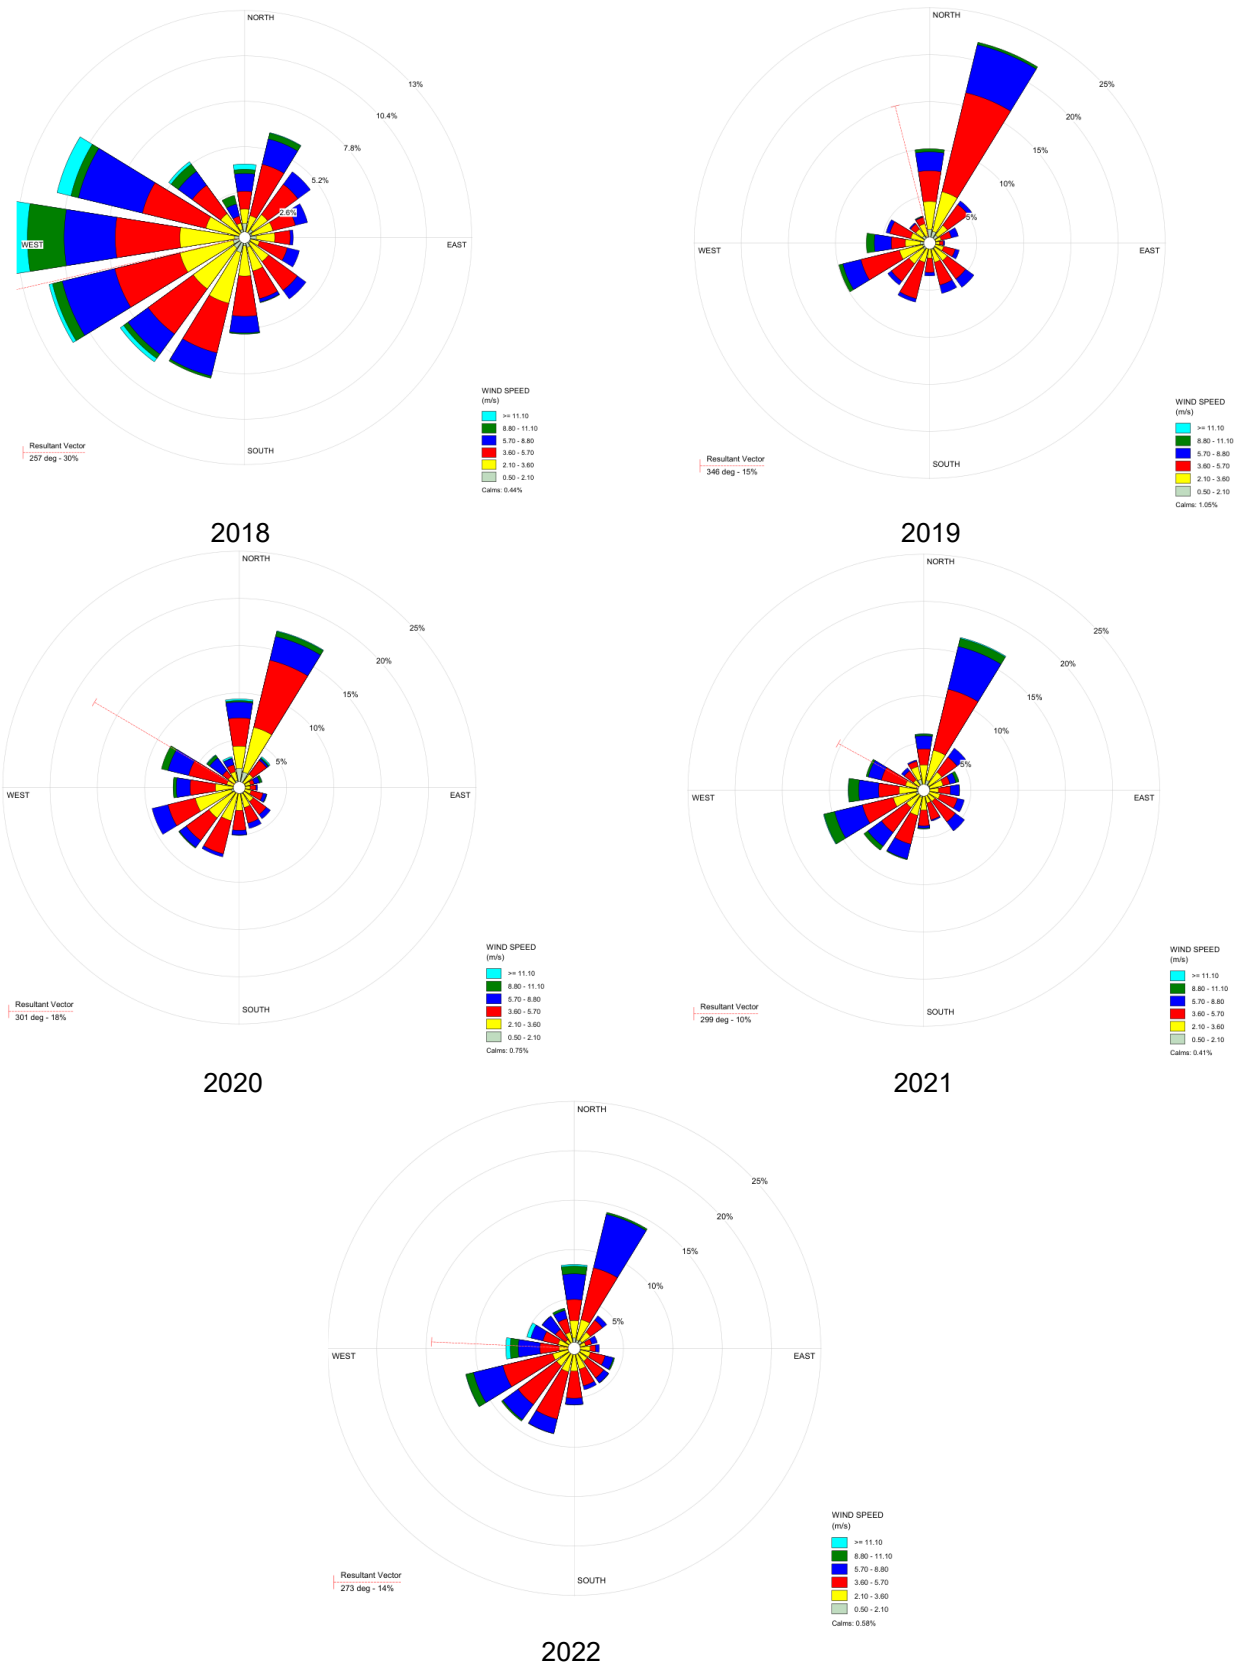 NORTH
13%
10.4%
7.8%
5.2%
2.6%
WEST
EAST
SOUTH
WIND SPEED
(m/s)
>= 11.10
8.80 - 11.10
5.70 - 8.80
3.60 - 5.70
2.10 - 3.60
0.50 - 2.10
Calms: 0.44%
Resultant Vector
257 deg - 30%
2018
NORTH
25%
20%
15%
10%
5%
WEST
EAST
SOUTH
WIND SPEED
(m/s)
>= 11.10
8.80 - 11.10
5.70 - 8.80
3.60 - 5.70
2.10 - 3.60
0.50 - 2.10
Calms: 1.05%
Resultant Vector
346 deg - 15%
2019
NORTH
25%
20%
15%
10%
5%
WEST
EAST
SOUTH
WIND SPEED
(m/s)
>= 11.10
8.80 - 11.10
5.70 - 8.80
3.60 - 5.70
2.10 - 3.60
0.50 - 2.10
Calms: 0.75%
Resultant Vector
301 deg - 18%
2020
NORTH
25%
20%
15%
10%
5%
WEST
EAST
SOUTH
WIND SPEED
(m/s)
>= 11.10
8.80 - 11.10
5.70 - 8.80
3.60 - 5.70
2.10 - 3.60
0.50 - 2.10
Calms: 0.41%
Resultant Vector
299 deg - 10%
2021
NORTH
25%
20%
15%
10%
5%
WEST
EAST
SOUTH
WIND SPEED
(m/s)
>= 11.10
8.80 - 11.10
5.70 - 8.80
3.60 - 5.70
2.10 - 3.60
0.50 - 2.10
Calms: 0.58%
Resultant Vector
273 deg - 14%
2022